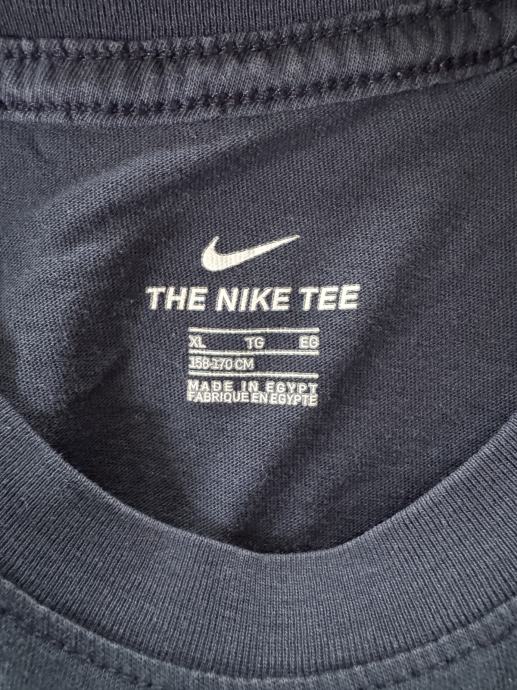 THE NIKE TEE
XL TG EG
158-170 CM
MADE IN EGYPT
FABRIQUE EN EGYPTE